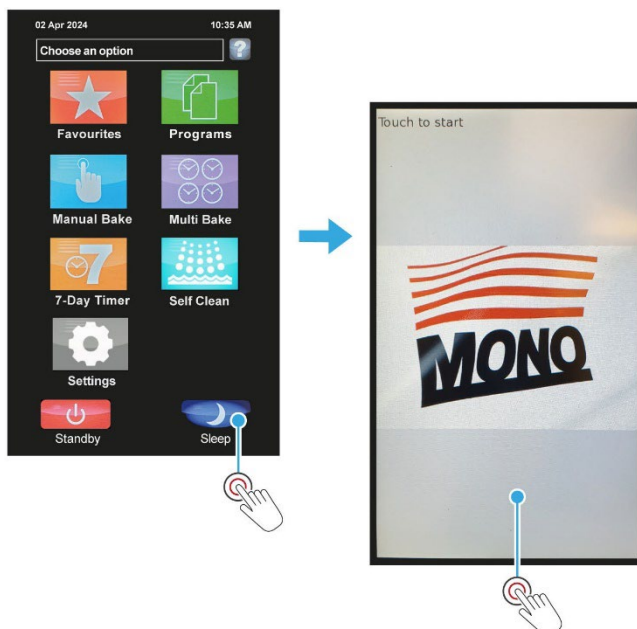 02 Apr 2024 10:35 AM
Choose an option ?
Favourites Programs
Manual Bake Multi Bake
7
7-Day Timer Self Clean
Settings
Standby Sleep
Touch to start
MONO